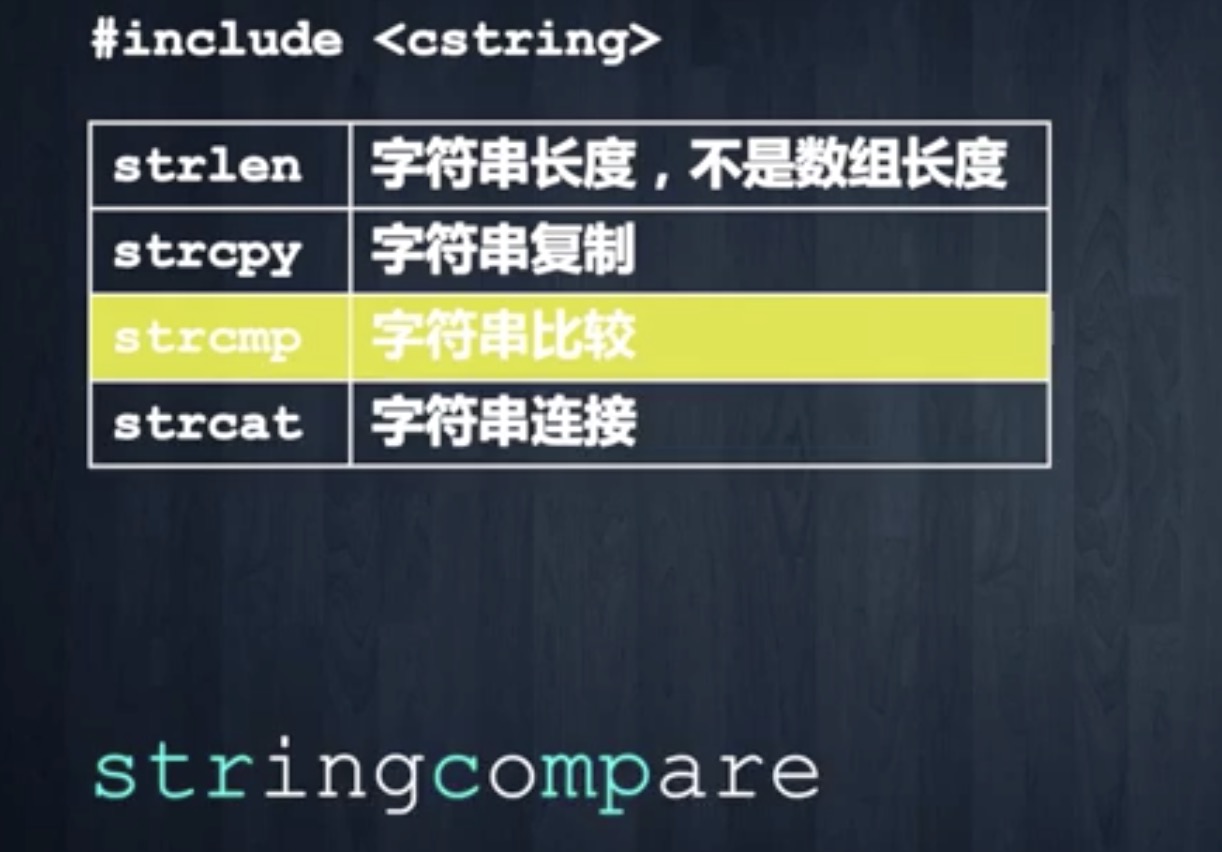 #include <cstring>
strlen 字符串长度，不是数组长度
strcpy 字符串复制
strcmp 字符串比较
strcat 字符串连接
stringcompare